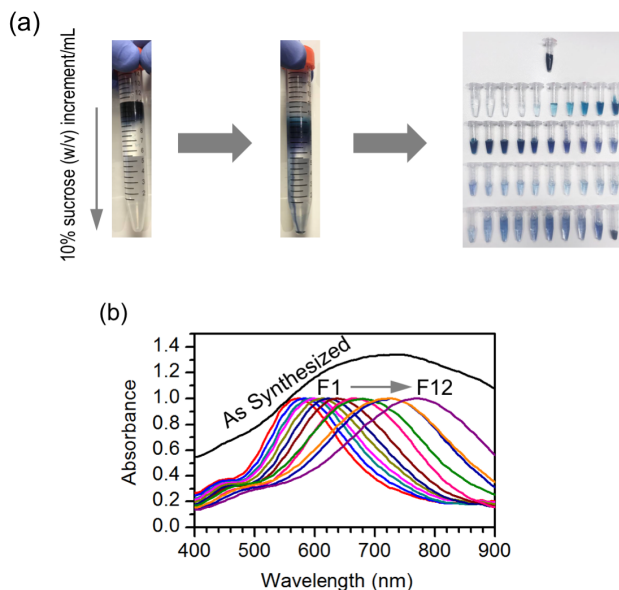 (a)
10% sucrose (w/v) increment/mL
(b)
1.4
1.2
1.0
0.8
0.6
0.4
0.2
0.0
Absorbance
As Synthesized
F1
F12
400 500 600 700 800 900
Wavelength (nm)